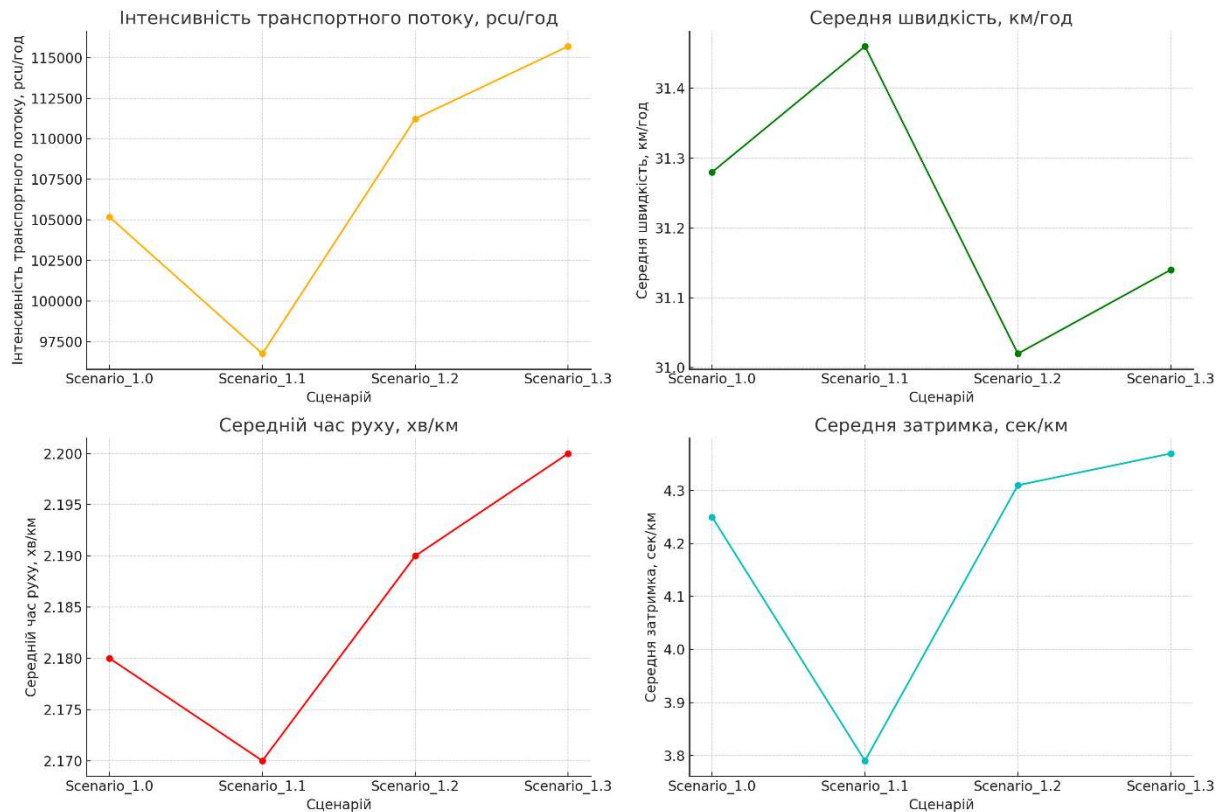 Інтенсивність транспортного потоку, pcu/год
Інтенсивність транспортного потоку, pcu/год
115000
112500
110000
107500
105000
102500
100000
97500
Scenario_1.0 Scenario_1.1 Scenario_1.2 Scenario_1.3
Сценарій
Середня швидкість, км/год
Середня швидкість, км/год
31.4
31.3
31.2
31.1
31.0
Scenario_1.0 Scenario_1.1 Scenario_1.2 Scenario_1.3
Сценарій
Середній час руху, хв/км
Середній час руху, хв/км
2.200
2.195
2.190
2.185
2.180
2.175
2.170
Scenario_1.0 Scenario_1.1 Scenario_1.2 Scenario_1.3
Сценарій
Середня затримка, сек/км
Середня затримка, сек/км
4.3
4.2
4.1
4.0
3.9
3.8
Scenario_1.0 Scenario_1.1 Scenario_1.2 Scenario_1.3
Сценарій